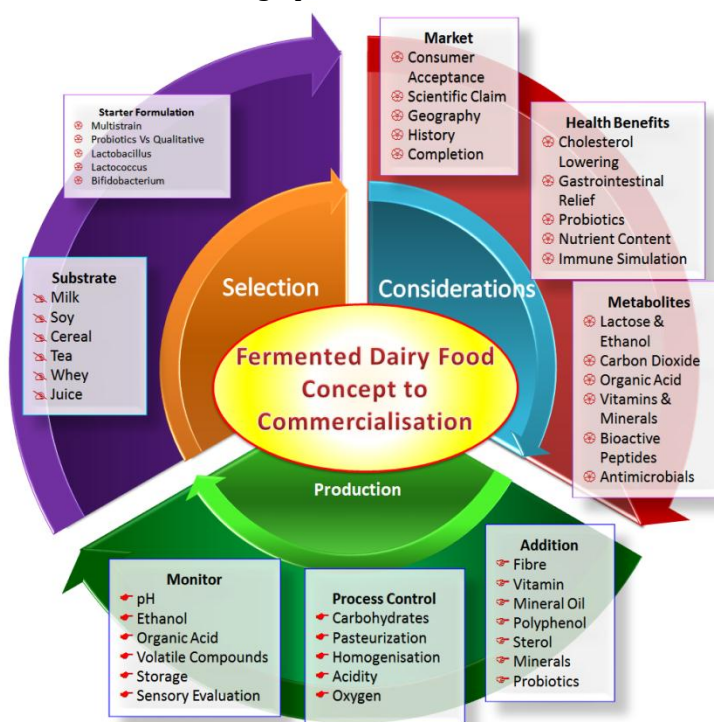 Starter Formulation
Multistrain
Probiotics Vs Qualitative
Lactobacillus
Lactococcus
Bifidobacterium
Substrate
Milk
Soy
Cereal
Tea
Whey
Juice
Selection
Market
Consumer
Acceptance
Scientific Claim
Geography
History
Completion
Health Benefits
Cholesterol
Lowering
Gastrointestinal
Relief
Probiotics
Nutrient Content
Immune Simulation
Metabolites
Lactose &
Ethanol
Carbon Dioxide
Organic Acid
Vitamins &
Minerals
Bioactive
Peptides
Antimicrobials
Considerations
Fermented Dairy Food
Concept to
Commercialisation
Production
Monitor
pH
Ethanol
Organic Acid
Volatile Compounds
Storage
Sensory Evaluation
Process Control
Carbohydrates
Pasteurization
Homogenisation
Acidity
Oxygen
Addition
Fibre
Vitamin
Mineral Oil
Polyphenol
Sterol
Minerals
Probiotics